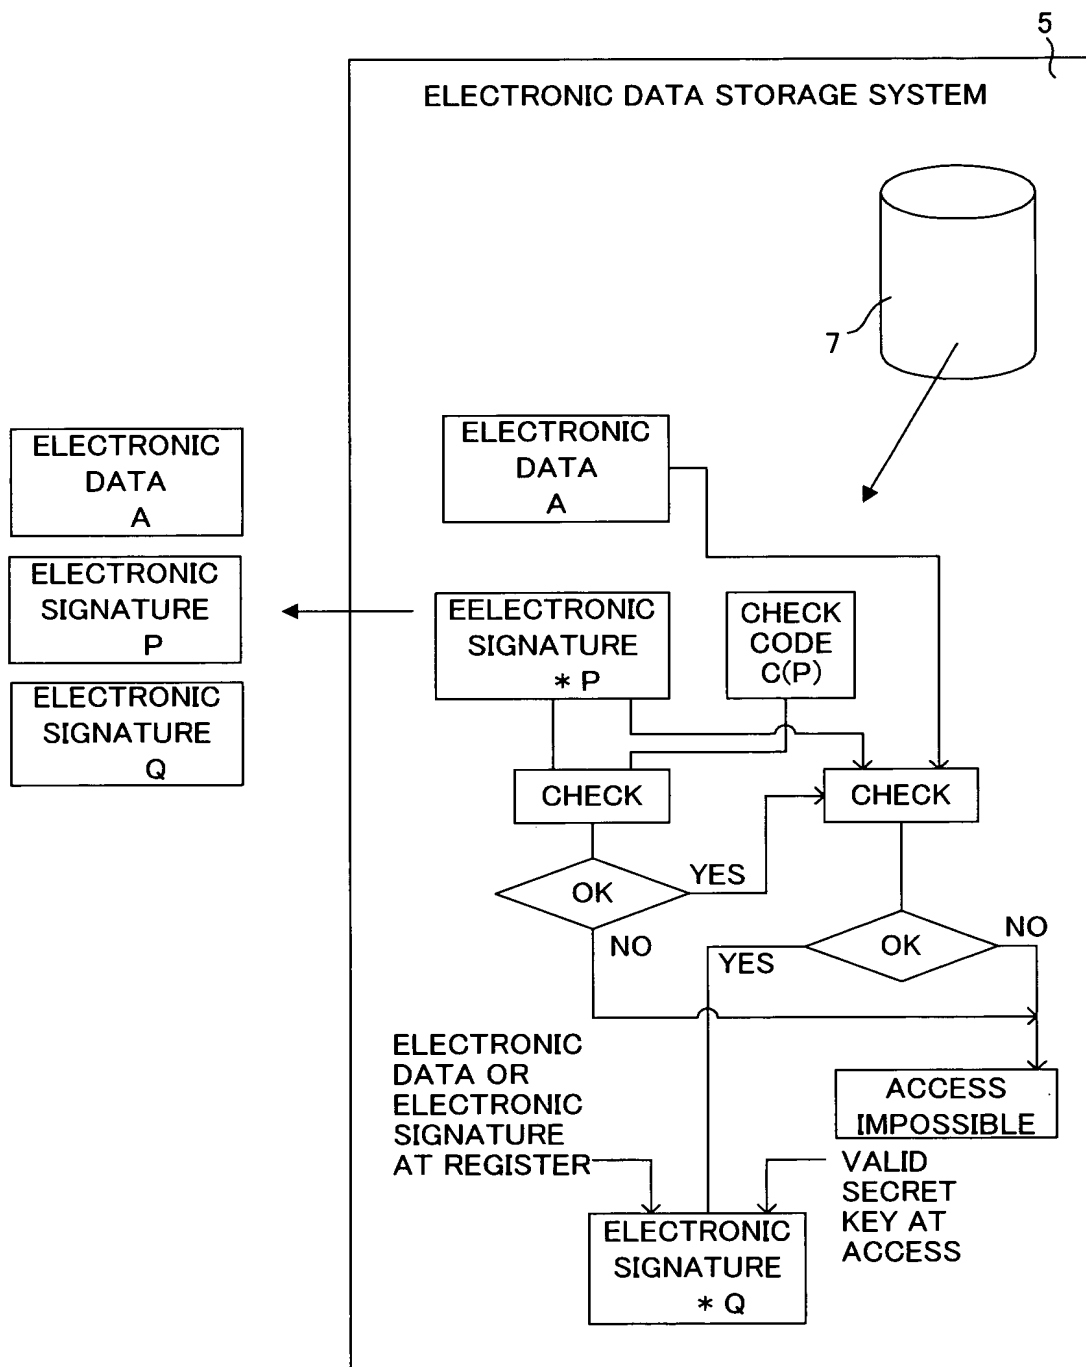 5
ELECTRONIC DATA STORAGE SYSTEM
7
ELECTRONIC
DATA
A
ELECTRONIC
SIGNATURE
P
ELECTRONIC
SIGNATURE
Q
ELECTRONIC
DATA
A
EELECTRONIC
SIGNATURE
* P
CHECK
CODE
C(P)
CHECK
CHECK
OK
YES
NO
OK
YES
NO
ELECTRONIC
DATA OR
ELECTRONIC
SIGNATURE
AT REGISTER
ACCESS
IMPOSSIBLE
VALID
SECRET
KEY AT
ACCESS
ELECTRONIC
SIGNATURE
* Q